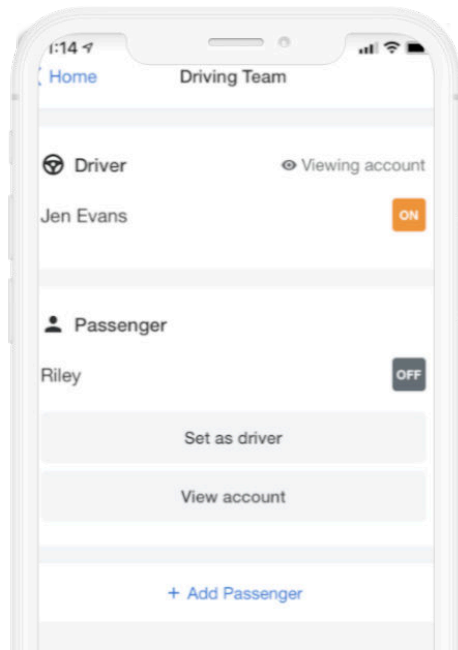 1:14
Home Driving Team
Driver Viewing account
Jen Evans ON
Passenger
Riley OFF
Set as driver
View account
+ Add Passenger